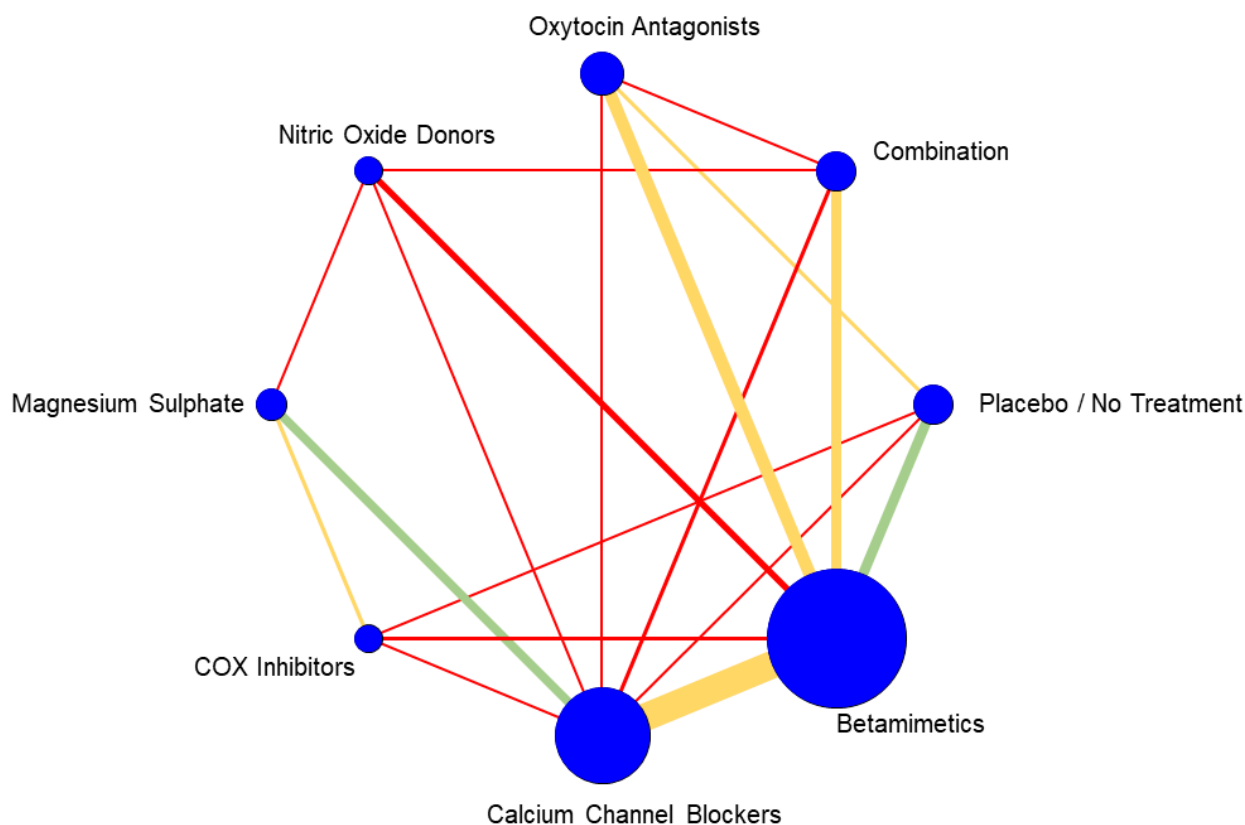 Oxytocin Antagonists
Nitric Oxide Donors
Combination
Magnesium Sulphate
Placebo / No Treatment
COX Inhibitors
Betamimetics
Calcium Channel Blockers